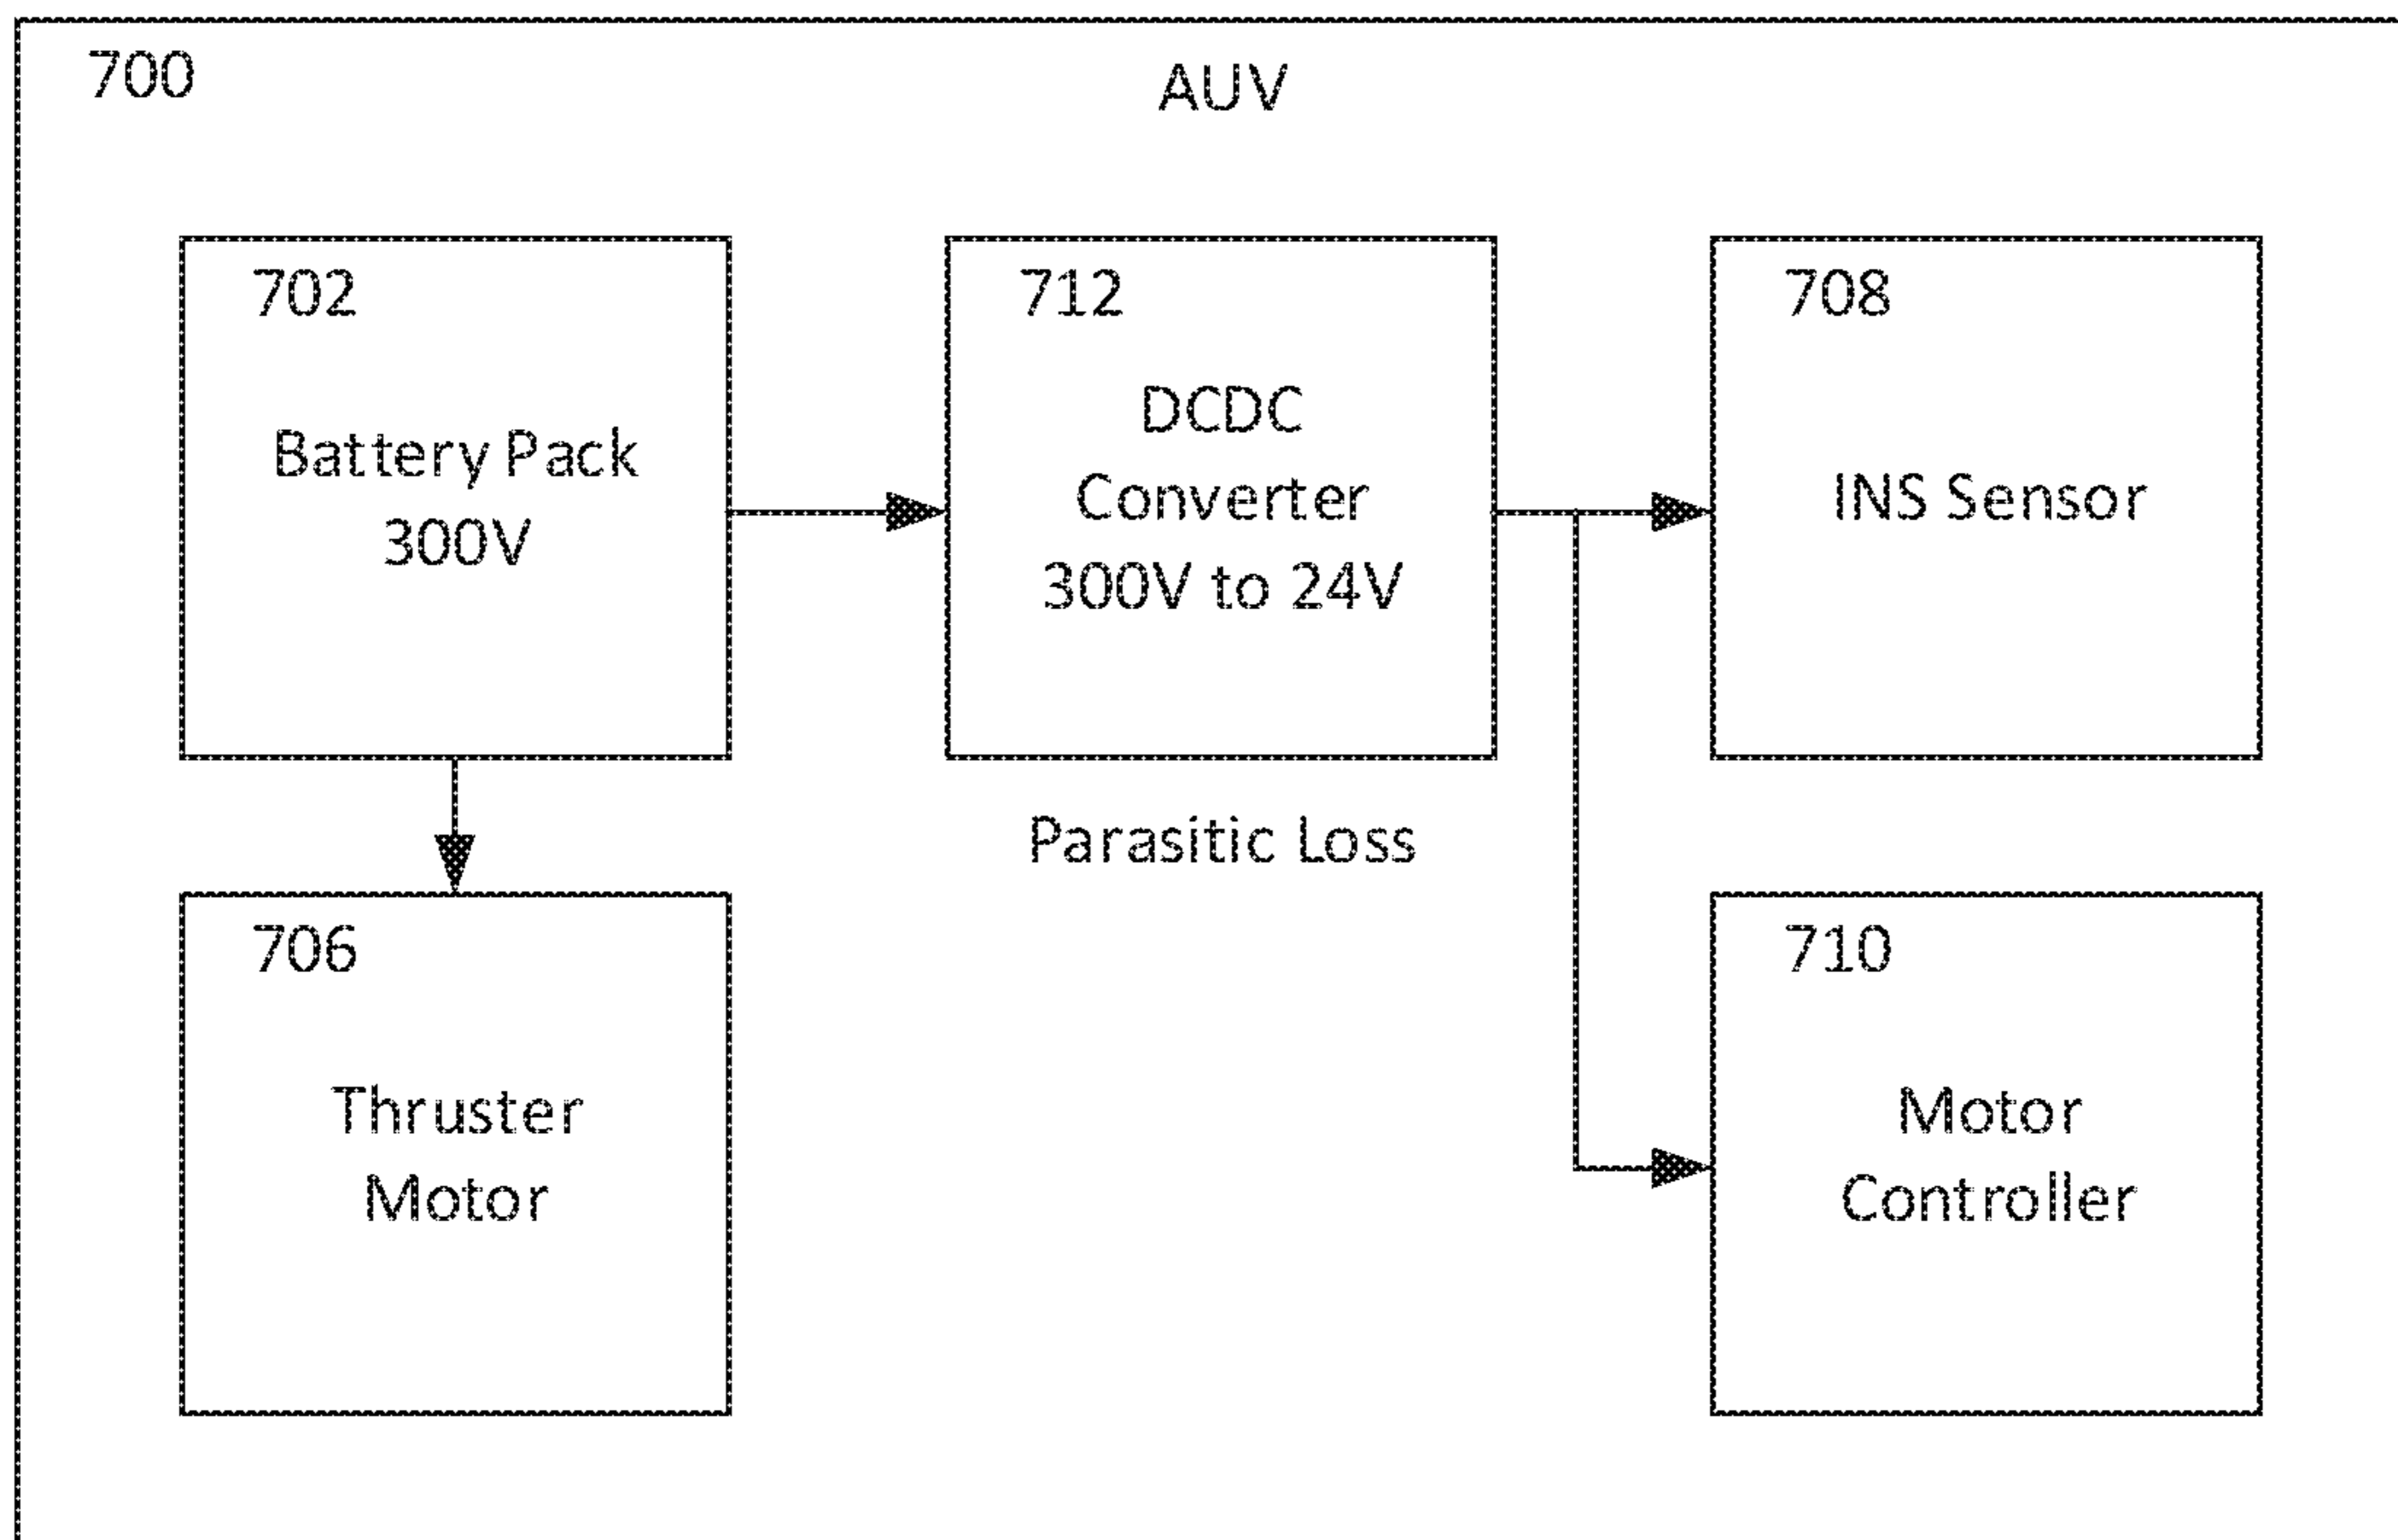 700
AUV
702
Battery Pack
300V
712
DCDC
Converter
300V to 24V
708
INS Sensor
Parasitic Loss
706
Thruster
Motor
710
Motor
Controller